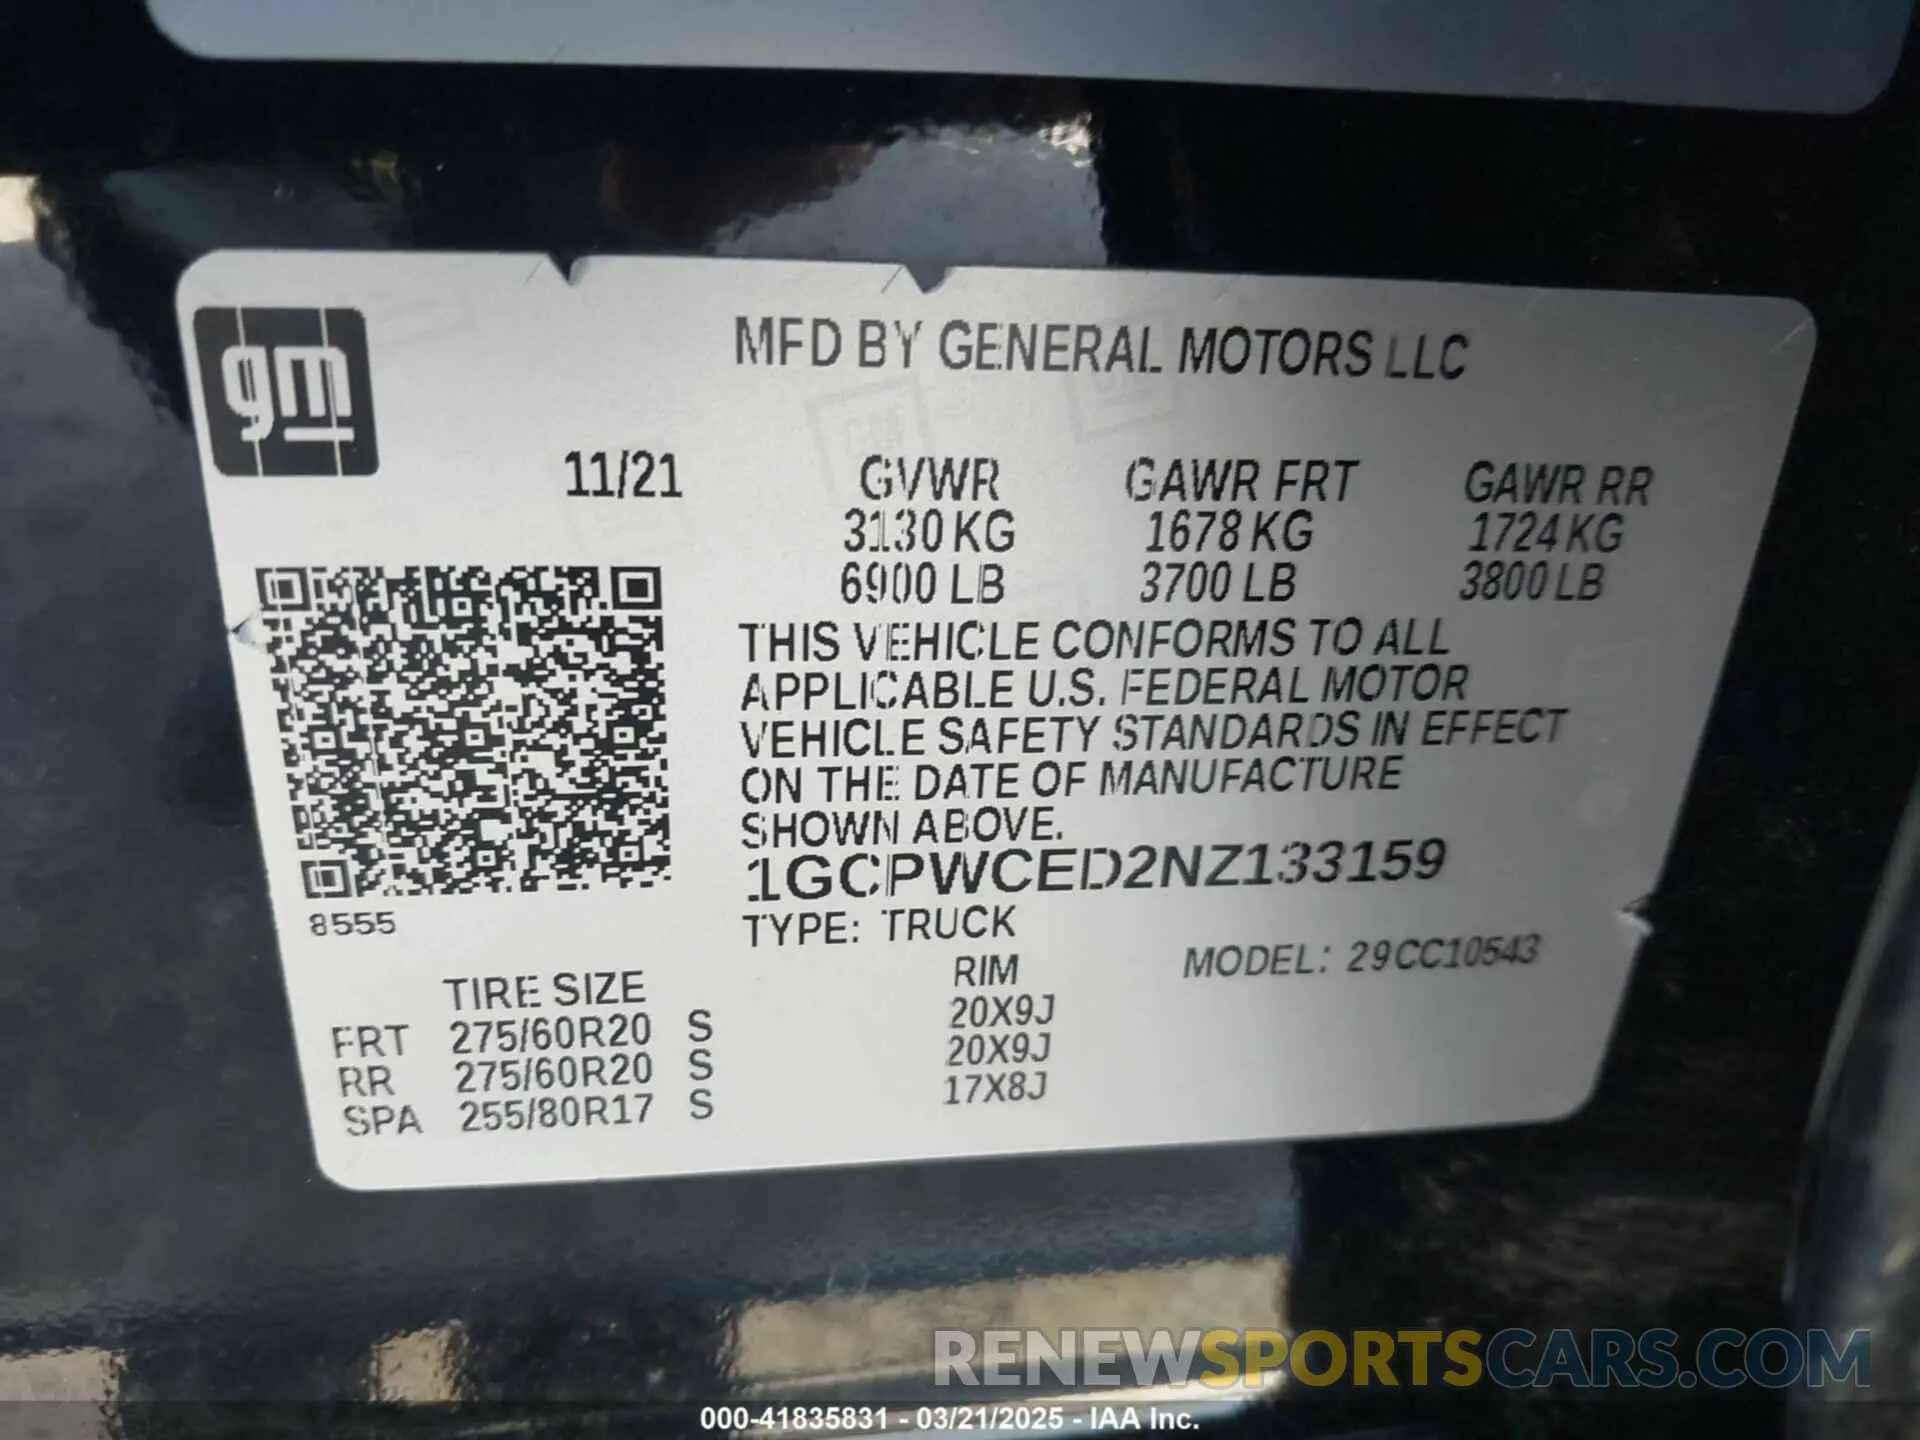 gm
MFD BY GENERAL MOTORS LLC
11/21 GVWR GAWR FRT GAWR RR
3130 KG 1678 KG 1724 KG
6900 LB 3700 LB 3800 LB
THIS VEHICLE CONFORMS TO ALL
APPLICABLE U.S. FEDERAL MOTOR
VEHICLE SAFETY STANDARDS IN EFFECT
ON THE DATE OF MANUFACTURE
SHOWN ABOVE.
1GCPWCED2NZ133159
8555
TYPE: TRUCK MODEL: 29CC10543
TIRE SIZE RIM
FRT 275/60R20 S 20X9J
RR 275/60R20 S 20X9J
SPA 255/80R17 S 17X8J
RENEWSPORTSCARS.COM
000-41835831 - 03/21/2025 - IAA Inc.